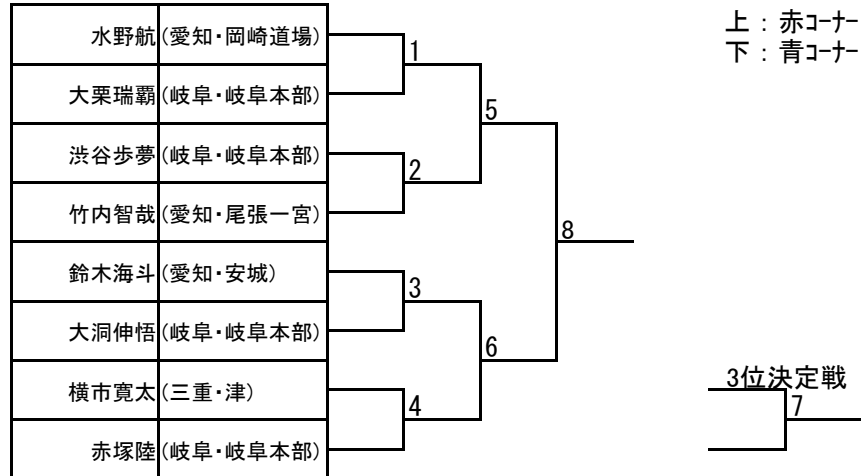 水野航(愛知・岡崎道場)
大栗瑞覇(岐阜・岐阜本部)
渋谷歩夢(岐阜・岐阜本部)
竹内智哉(愛知・尾張一宮)
鈴木海斗(愛知・安城)
大洞伸悟(岐阜・岐阜本部)
横市寛太(三重・津)
赤塚陸(岐阜・岐阜本部)
1
2
3
4
5
6
8
上：赤ｺｰﾅｰ
下：青ｺｰﾅｰ
3位決定戦
7